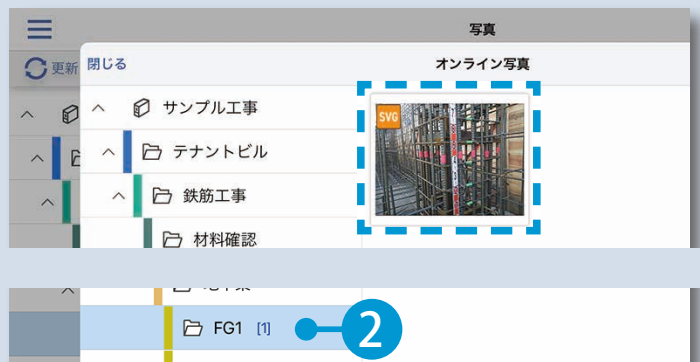 写真
更新
閉じる
オンライン写真
サンプル工事
SVG
テナントビル
鉄筋工事
材料確認
FG1 [1]
2